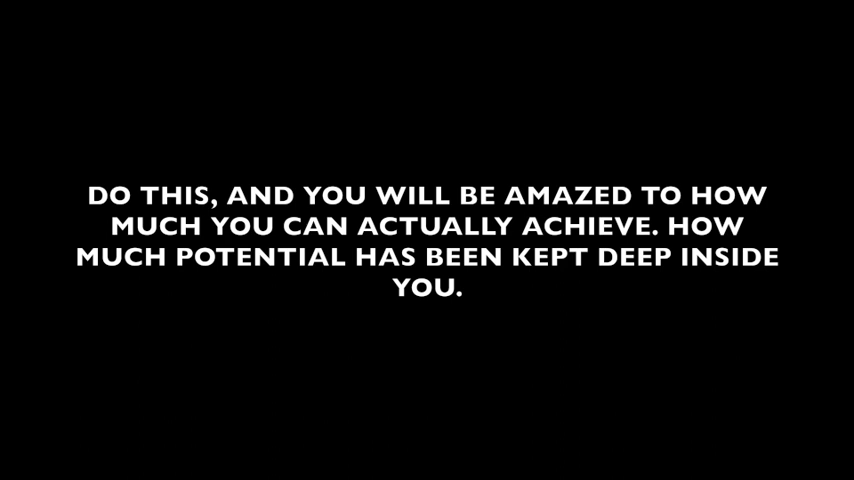 DO THIS, AND YOU WILL BE AMAZED TO HOW
MUCH YOU CAN ACTUALLY ACHIEVE. HOW
MUCH POTENTIAL HAS BEEN KEPT DEEP INSIDE
YOU.